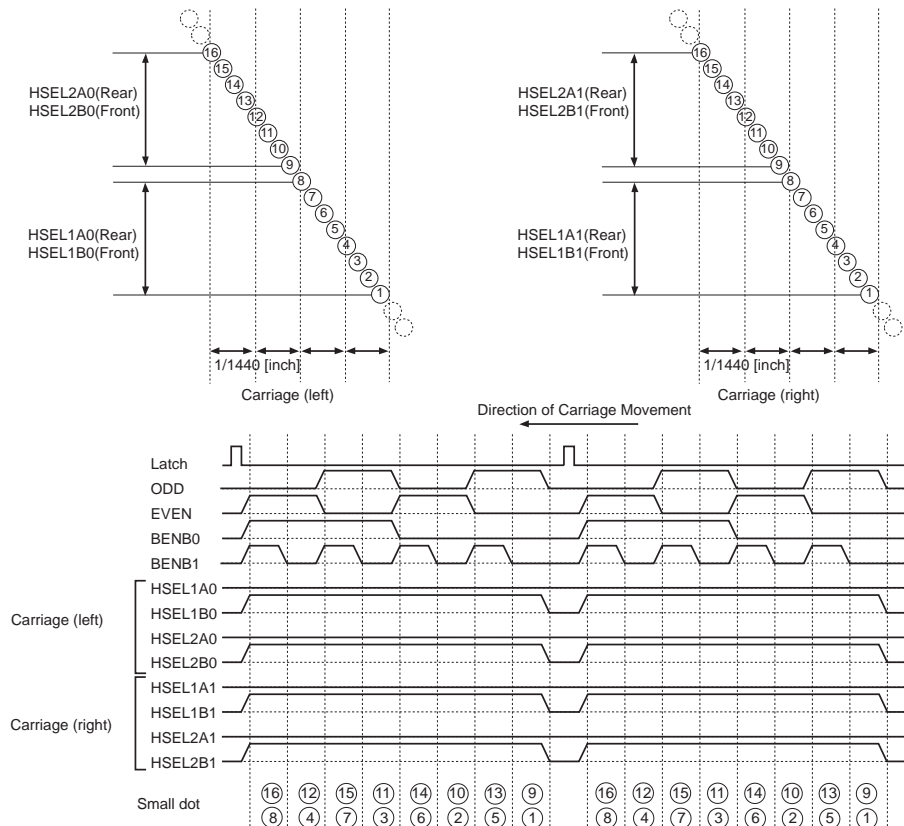 16 16
15 15
14 14
HSEL2A0(Rear) 13 HSEL2A1(Rear) 13
HSEL2B0(Front) 12 HSEL2B1(Front) 12
11 11
10 10
9 9
8 8
7 7
6 6
HSEL1A0(Rear) 5 HSEL1A1(Rear) 5
HSEL1B0(Front) 4 HSEL1B1(Front) 4
3 3
2 2
1 1
1/1440 [inch] 1/1440 [inch]
Carriage (left) Carriage (right)
Direction of Carriage Movement
Latch
ODD
EVEN
BENB0
BENB1
Carriage (left)
HSEL1A0
HSEL1B0
HSEL2A0
HSEL2B0
Carriage (right)
HSEL1A1
HSEL1B1
HSEL2A1
HSEL2B1
Small dot
16 12 15 11 14 10 13 9 16 12 15 11 14 10 13 9
8 4 7 3 6 2 5 1 8 4 7 3 6 2 5 1